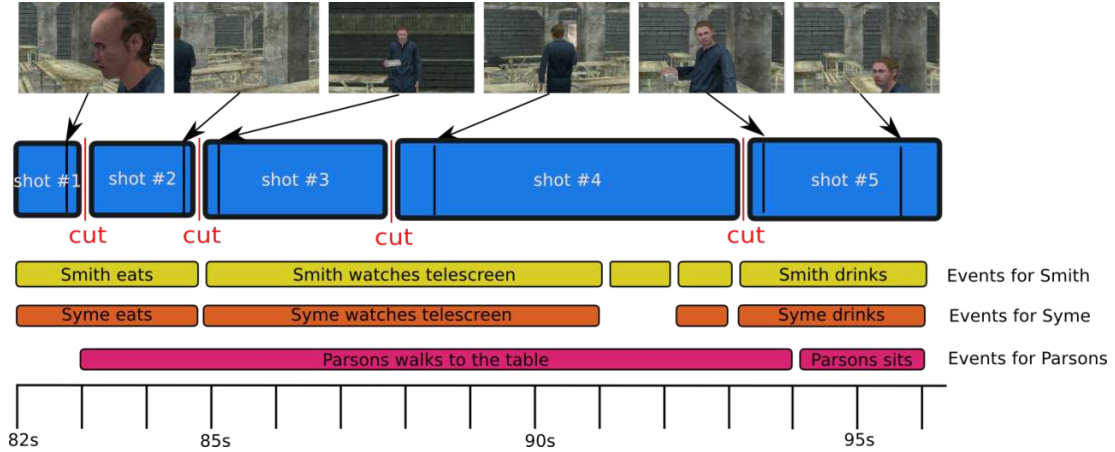 shot #1
shot #2
shot #3
shot #4
shot #5
cut
cut
cut
cut
Smith eats
Smith watches telescreen
Smith drinks
Events for Smith
Syme eats
Syme watches telescreen
Syme drinks
Events for Syme
Parsons walks to the table
Parsons sits
Events for Parsons
82s
85s
90s
95s